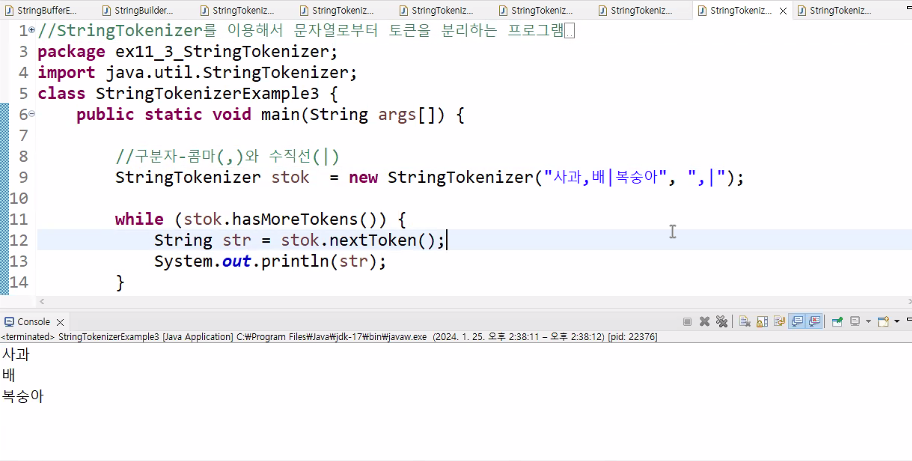 StringBufferE... StringBuilder... StringTokeniz... StringTokeniz... StringTokeniz... StringTokeniz... StringTokeniz... StringTokeniz... StringTokeniz...
1 //StringTokenizer를 이용해서 문자열로부터 토큰을 분리하는 프로그램
3 package ex11_3_StringTokenizer;
4 import java.util.StringTokenizer;
5 class StringTokenizerExample3 {
6 public static void main(String args[]) {
7
8 //구분자-콤마(,)와 수직선(|)
9 StringTokenizer stok = new StringTokenizer("사과,배|복숭아", ",|");
10
11 while (stok.hasMoreTokens()) {
12 String str = stok.nextToken();
13 System.out.println(str);
14 }
Console
<terminated> StringTokenizerExample3 [Java Application] C:₩Program Files₩Java₩jdk-17₩bin₩javaw.exe (2024. 1. 25. 오후 2:38:11 – 오후 2:38:12) [pid: 22376]
사과
배
복숭아